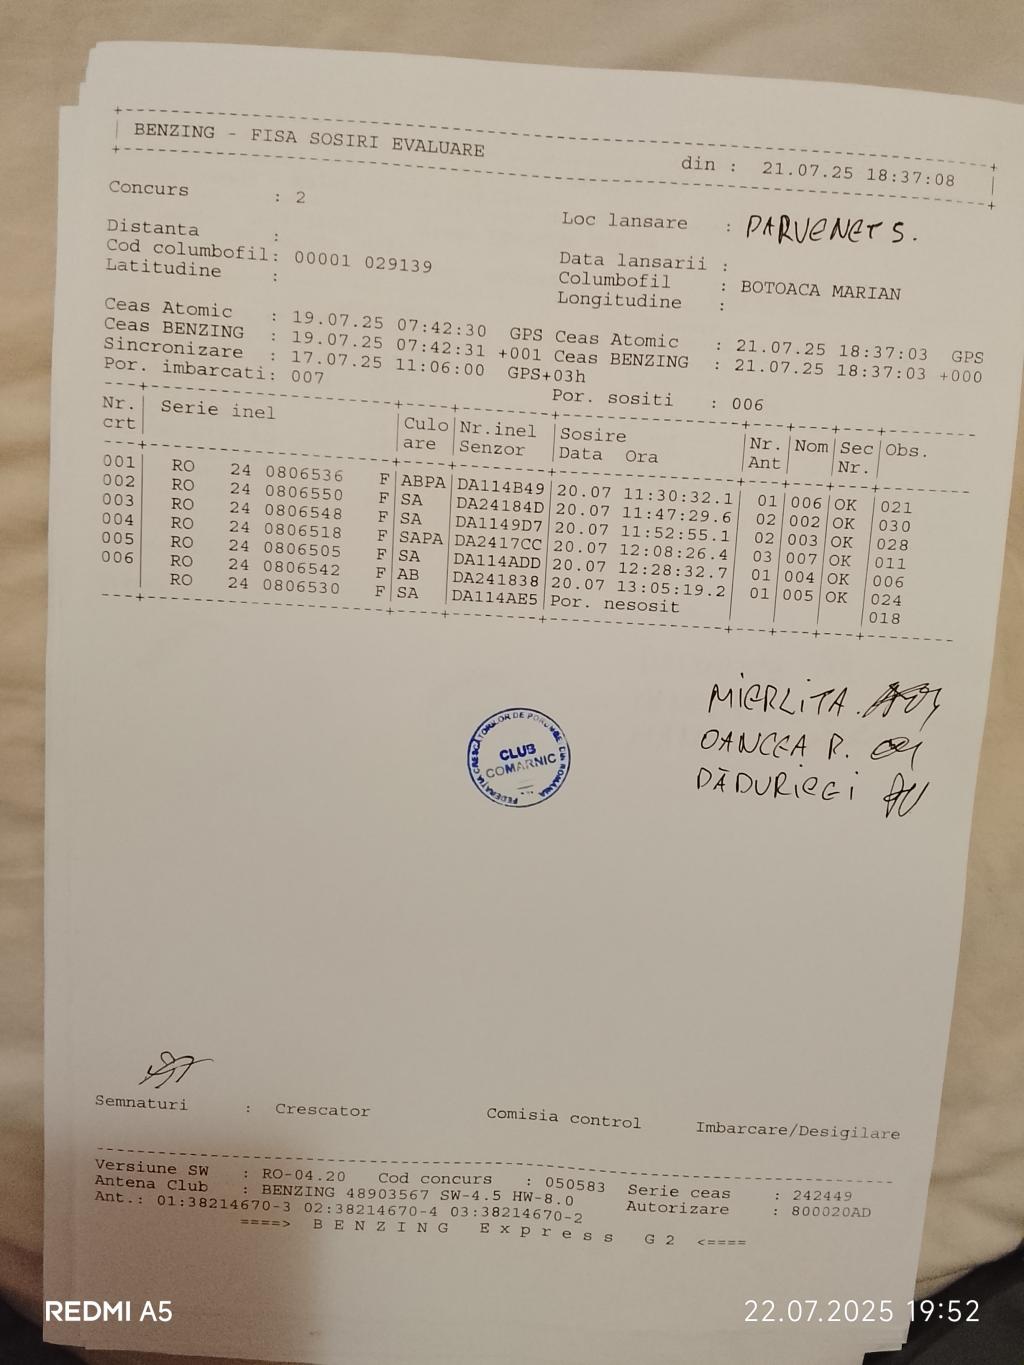 BENZING - FISA SOSIRI EVALUARE din : 21.07.25 18:37:08
Concurs : 2 Loc lansare : PARVENET S.
Distanta : Data lansarii :
Cod columbofil: 00001 029139 Columbofil : BOTOACA MARIAN
Latitudine : Longitudine :
Ceas Atomic : 19.07.25 07:42:30 GPS Ceas Atomic : 21.07.25 18:37:03 GPS
Ceas BENZING : 19.07.25 07:42:31 +001 Ceas BENZING : 21.07.25 18:37:03 +000
Sincronizare : 17.07.25 11:06:00 GPS+03h
Por. imbarcati: 007 Por. sositi : 006
Nr. Serie inel Culo Nr.inel Sosire Nr. Nom Sec Obs.
crt are Senzor Data Ora Ant Nr.
001 RO 24 0806536 F ABPA DA114B49 20.07 11:30:32.1 01 006 OK 021
002 RO 24 0806550 F SA DA24184D 20.07 11:47:29.6 02 002 OK 030
003 RO 24 0806548 F SA DA1149D7 20.07 11:52:55.1 02 003 OK 028
004 RO 24 0806518 F SAPA DA2417CC 20.07 12:08:26.4 03 007 OK 011
005 RO 24 0806505 F SA DA114ADD 20.07 12:28:32.7 01 004 OK 006
006 RO 24 0806542 F AB DA241838 20.07 13:05:19.2 01 005 OK 024
RO 24 0806530 F SA DA114AE5 Por. nesosit 018
MIERLITA
OANCEA R.
FEDERATIA CRESCATORILOR DE PORUMBEI DIN ROMANIA
CLUB
COMARNIC
Semnaturi : Crescator Comisia control Imbarcare/Desigilare
Versiune SW : RO-04.20 Cod concurs : 050583 Serie ceas : 242449
Antena Club : BENZING 48903567 SW-4.5 HW-8.0 Autorizare : 800020AD
Ant.: 01:38214670-3 02:38214670-4 03:38214670-2
====> B E N Z I N G E x p r e s s G 2 <====
REDMI A5 22.07.2025 19:52